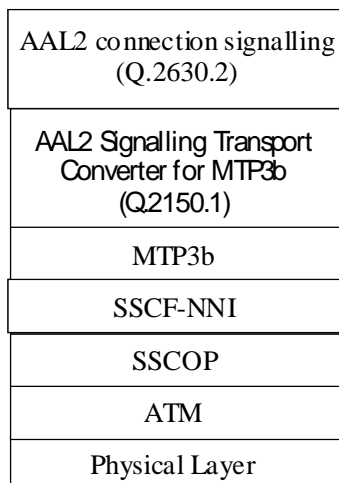 AAL2 connection signalling
(Q.2630.2)
AAL2 Signalling Transport
Converter for MTP3b
(Q.2150.1)
MTP3b
SSCF-NNI
SSCOP
ATM
Physical Layer